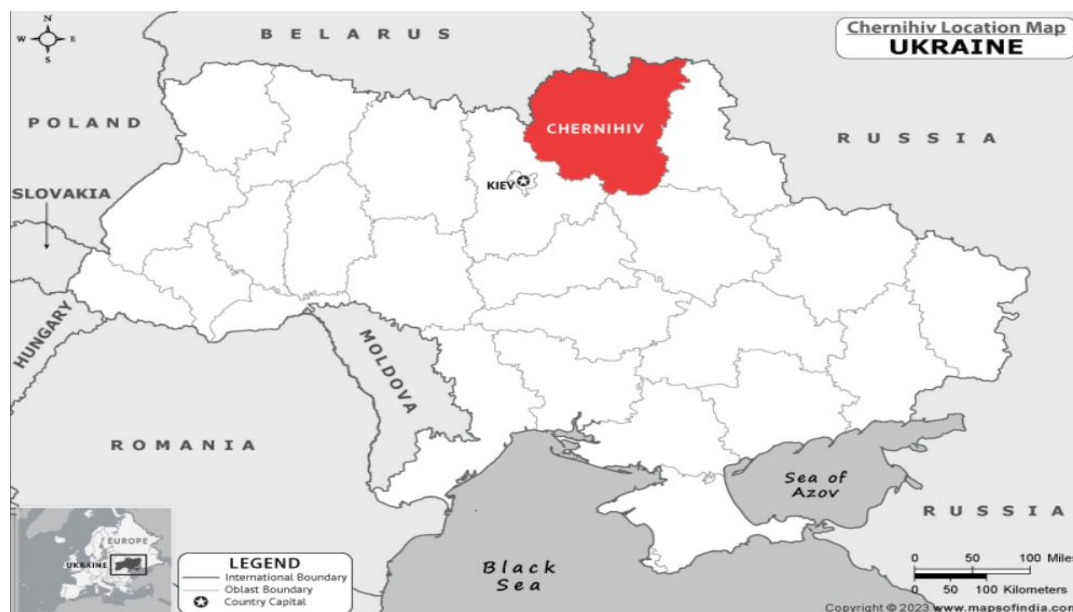 Chernihiv Location Map
UKRAINE
N
W E
S
BELARUS
POLAND
RUSSIA
CHERNIHIV
KIEV
SLOVAKIA
HUNGARY
MOLDOVA
ROMANIA
Sea of
Azov
RUSSIA
Black
Sea
EUROPE
UKRAINE
LEGEND
International Boundary
Oblast Boundary
Country Capital
0 50 100 Miles
0 50 100 Kilometers
Copyright © 2023 www.mapsofindia.com